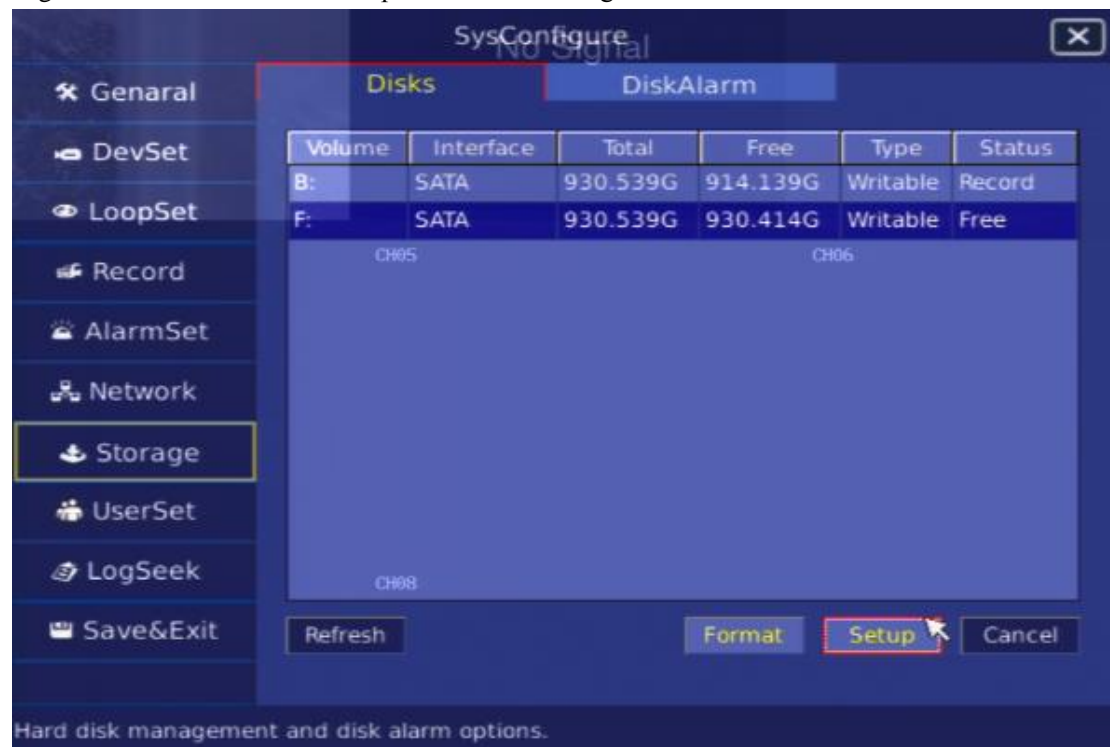 SysConfigure
No Signal
Genaral
Disks
DiskAlarm
DevSet
Volume Interface Total Free Type Status
B: SATA 930.539G 914.139G Writable Record
LoopSet
F: SATA 930.539G 930.414G Writable Free
CH05 CH06
Record
AlarmSet
Network
Storage
UserSet
LogSeek
CH08
Save&Exit
Refresh Format Setup Cancel
Hard disk management and disk alarm options.